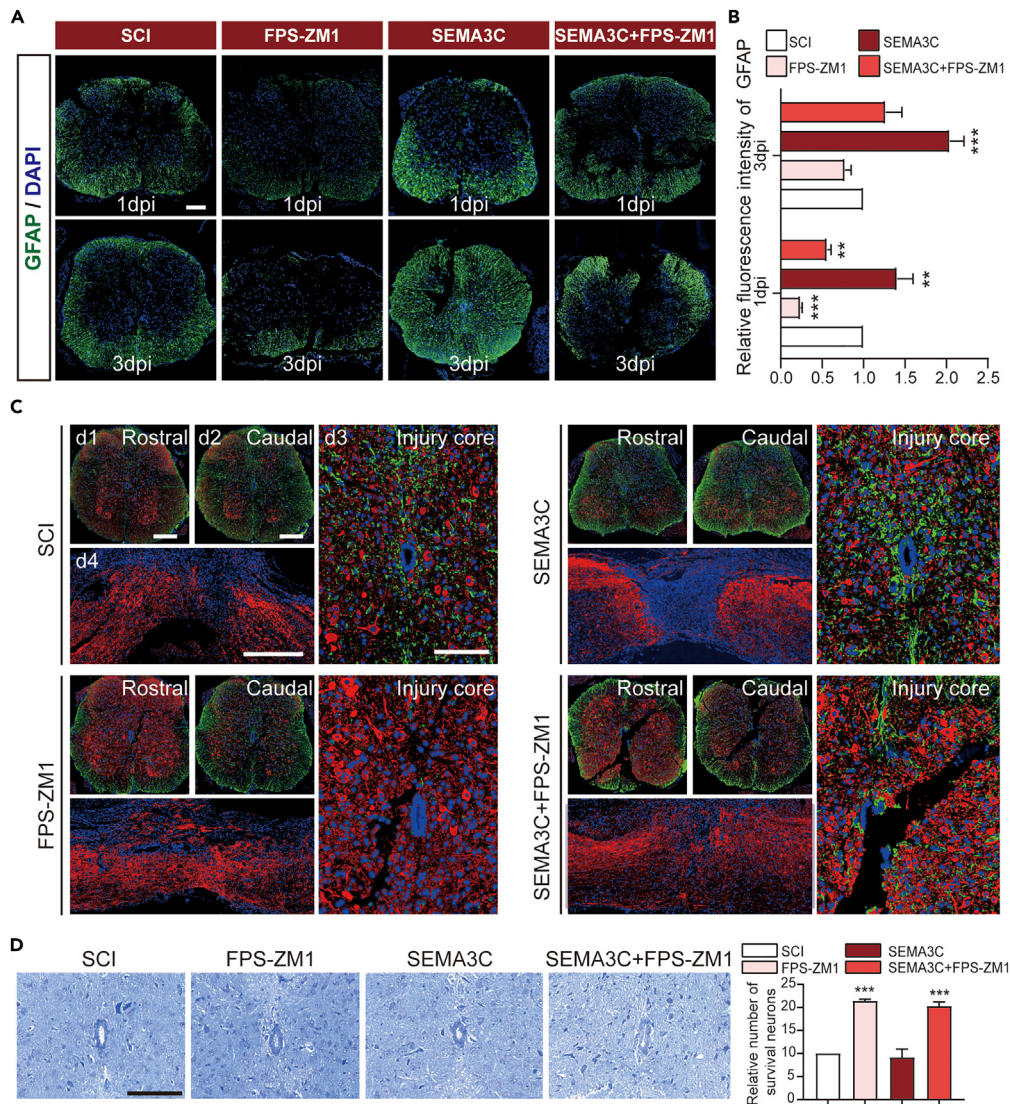 A
SCI
FPS-ZM1
SEMA3C
SEMA3C+FPS-ZM1
GFAP / DAPI
1dpi
1dpi
1dpi
1dpi
3dpi
3dpi
3dpi
3dpi
B
SCI
SEMA3C
FPS-ZM1
SEMA3C+FPS-ZM1
Relative fluorescence intensity of GFAP
3dpi
***
1dpi
**
**
***
0.0 0.5 1.0 1.5 2.0 2.5
C
SCI
d1 Rostral
d2 Caudal
d3 Injury core
d4
SEMA3C
Rostral
Caudal
Injury core
FPS-ZM1
Rostral
Caudal
Injury core
SEMA3C+FPS-ZM1
Rostral
Caudal
Injury core
D
SCI
FPS-ZM1
SEMA3C
SEMA3C+FPS-ZM1
SCI
SEMA3C
FPS-ZM1
SEMA3C+FPS-ZM1
Relative number of
survival neurons
25
20
15
10
5
0
***
***